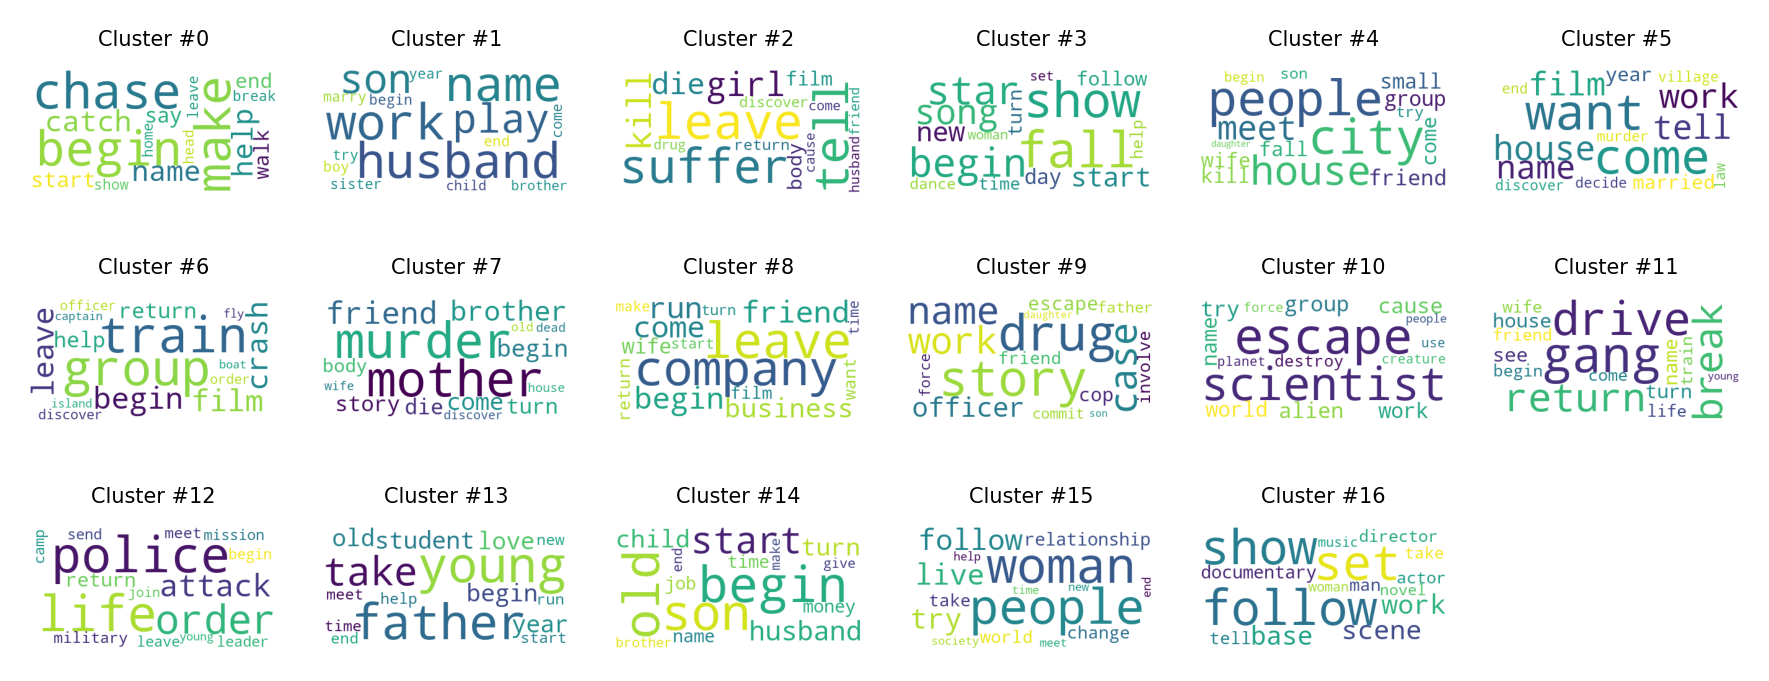 Cluster #0
chase
leave
make
end
break
catch
say
home
begin
head
help
walk
name
start
show
Cluster #1
son
year
name
marry
begin
work
play
come
end
try
husband
boy
sister
child
brother
Cluster #2
kill
die
girl
film
discover
come
tell
friend
leave
drug
return
body
cause
suffer
husband
Cluster #3
set
follow
star
show
song
turn
new
woman
fall
help
begin
dance
time
day
start
Cluster #4
begin
son
small
people
group
try
meet
city
come
daughter
fall
wife
kill
house
friend
Cluster #5
end
film
year
village
want
work
murder
tell
house
come
name
law
discover
decide
married
Cluster #6
officer
captain
return
fly
leave
help
train
crash
group
boat
order
begin
film
island
discover
Cluster #7
friend
brother
murder
old
dead
begin
body
mother
wife
house
story
die
come
turn
discover
Cluster #8
make
run
turn
friend
time
come
leave
wife
start
company
want
return
begin
film
business
Cluster #9
name
escape
father
daughter
drug
work
case
involve
friend
force
story
cop
officer
commit
son
Cluster #10
try
force
group
cause
people
name
escape
use
planet
destroy
creature
scientist
world
alien
work
Cluster #11
wife
drive
house
friend
break
see
gang
name
train
begin
come
young
return
turn
life
Cluster #12
camp
send
meet
mission
police
begin
return
join
attack
life
order
military
leave
young
leader
Cluster #13
old
student
love
new
take
young
meet
help
begin
run
time
father
year
end
start
Cluster #14
child
end
start
turn
old
time
make
give
job
begin
son
money
name
husband
brother
Cluster #15
follow
relationship
help
woman
live
time
new
end
take
people
try
society
world
change
meet
Cluster #16
show
music
director
set
take
documentary
actor
woman
man
novel
follow
work
tell
base
scene